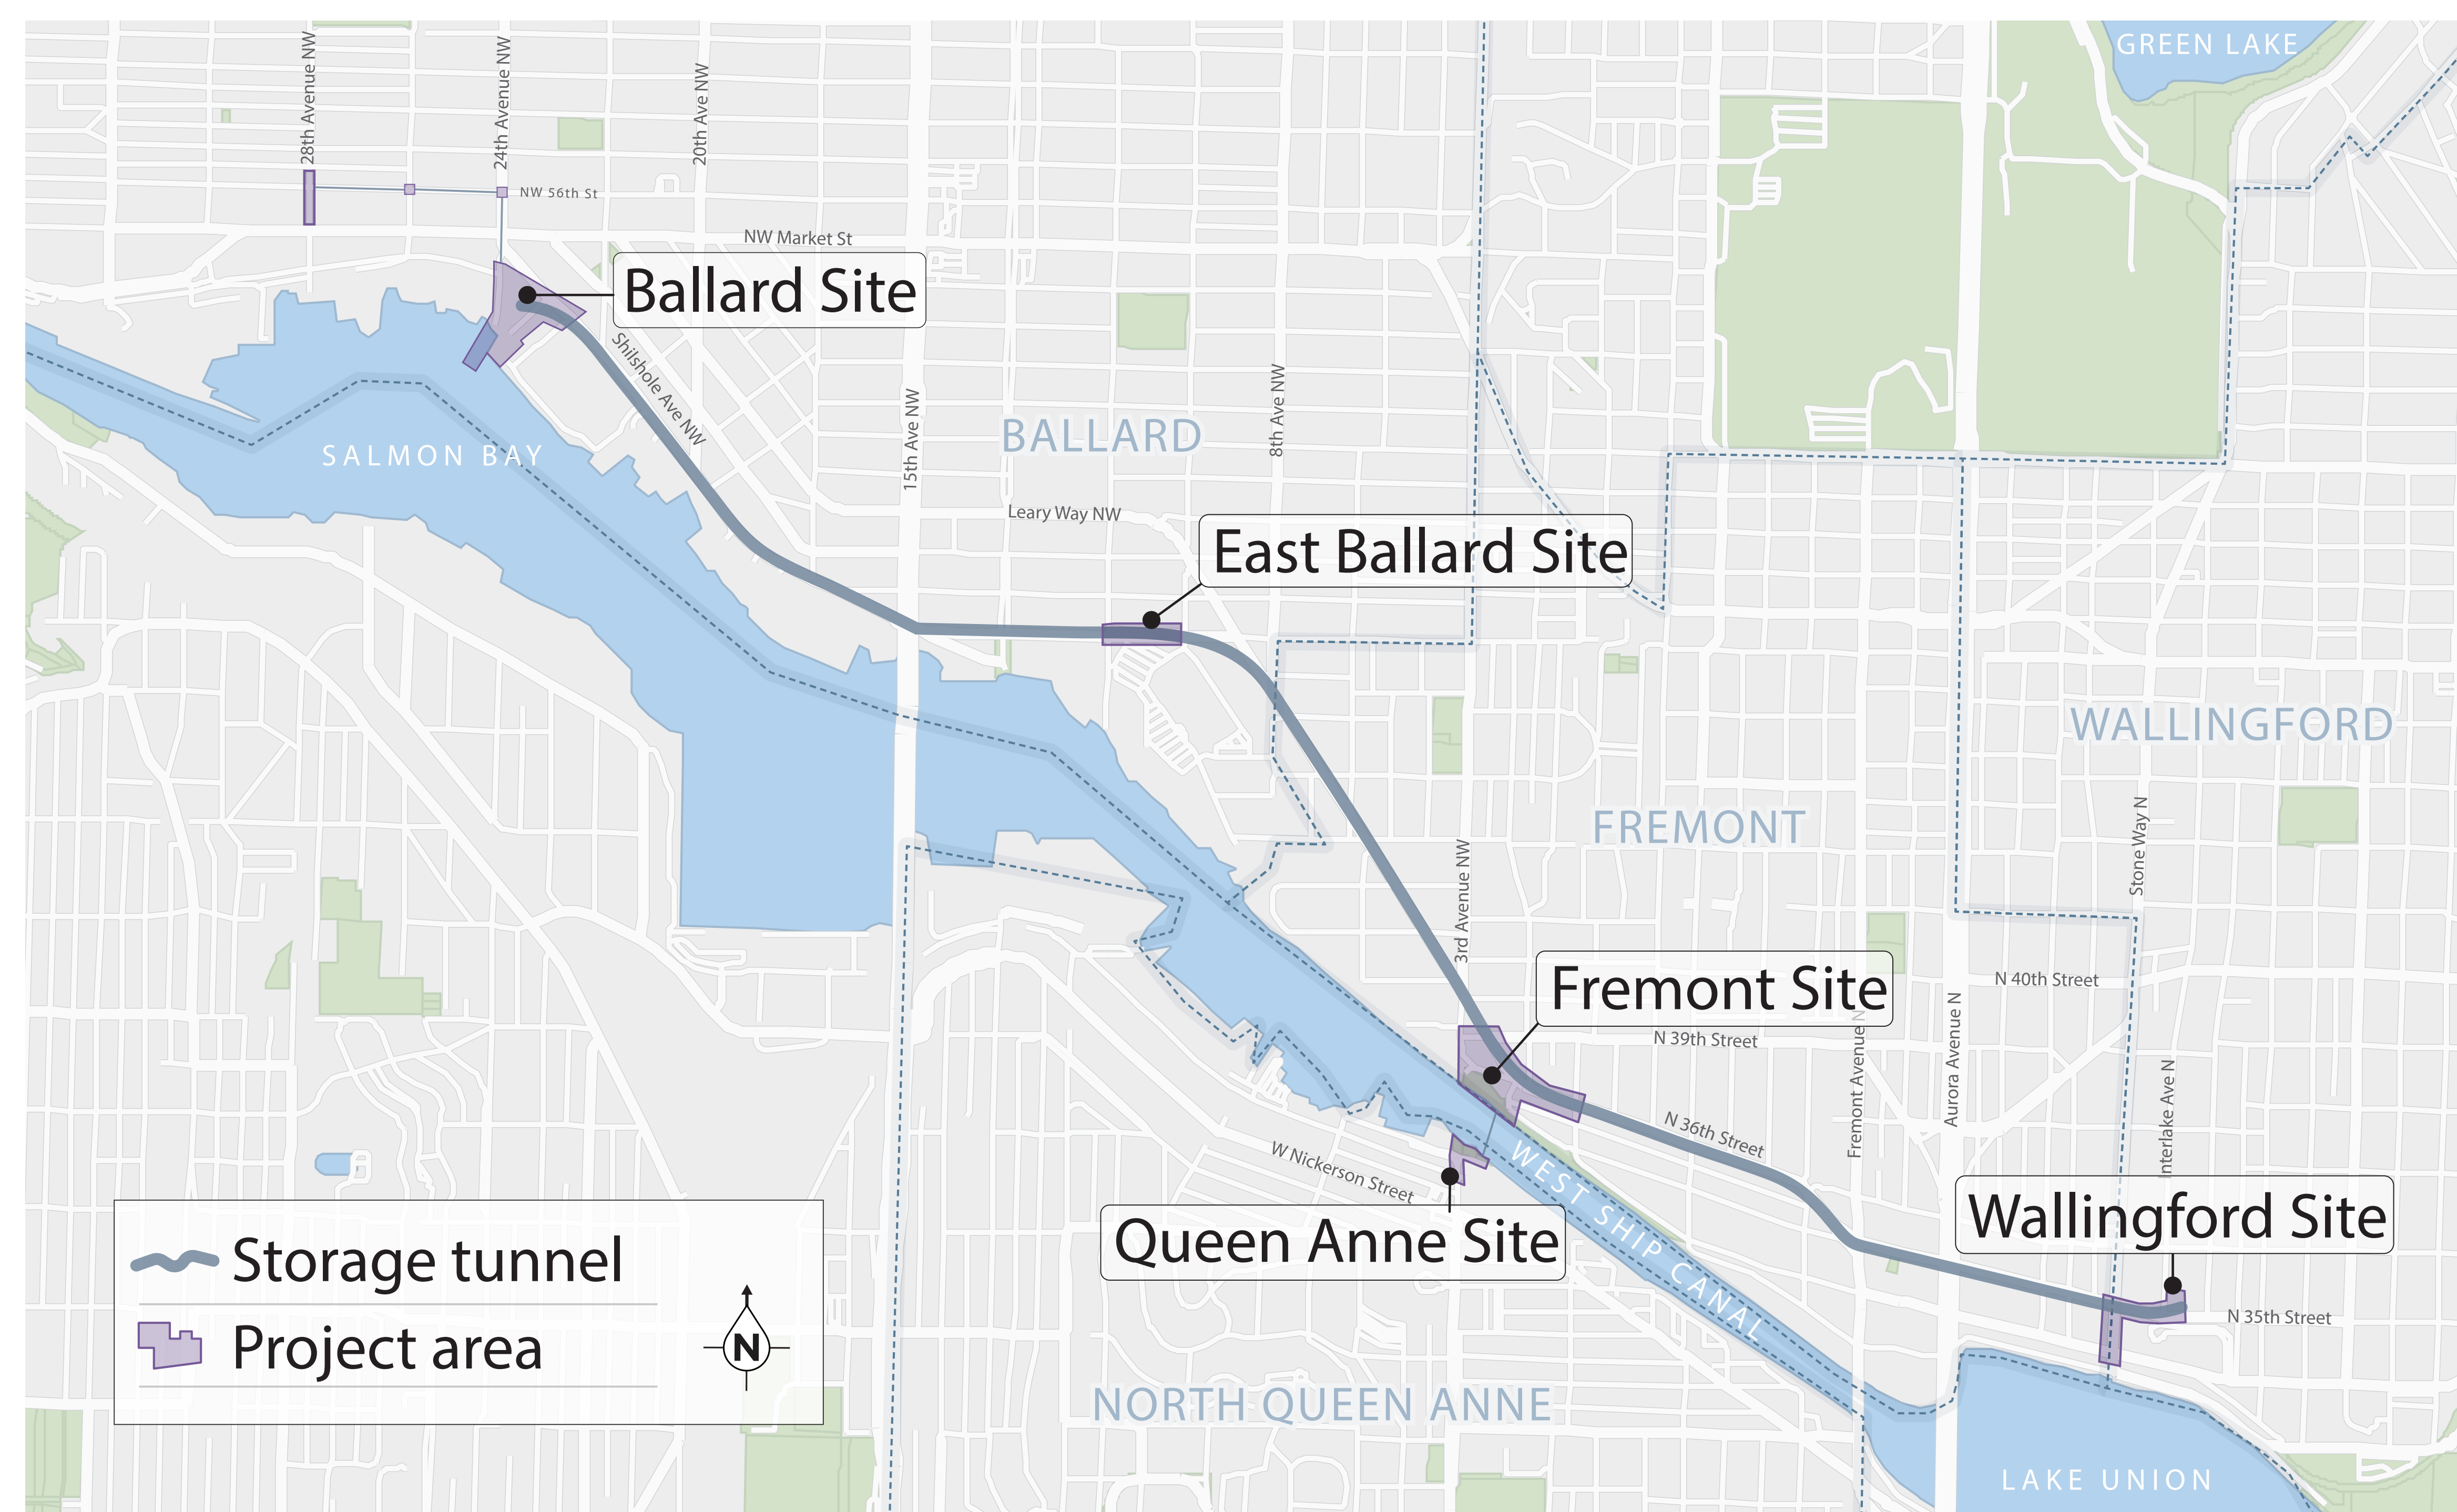 GREEN LAKE
28th Avenue NW
24th Avenue NW
20th Ave NW
NW 56th St
NW Market St
Ballard Site
Shilshole Ave NW
15th Ave NW
8th Ave NW
BALLARD
SALMON BAY
Leary Way NW
East Ballard Site
WALLINGFORD
FREMONT
Stone Way N
3rd Avenue NW
Fremont Site
N 40th Street
N 39th Street
Fremont Avenue N
Aurora Avenue N
Interlake Ave N
N 36th Street
W Nickerson Street
WEST SHIP CANAL
Queen Anne Site
Wallingford Site
N 35th Street
Storage tunnel
Project area
N
NORTH QUEEN ANNE
LAKE UNION